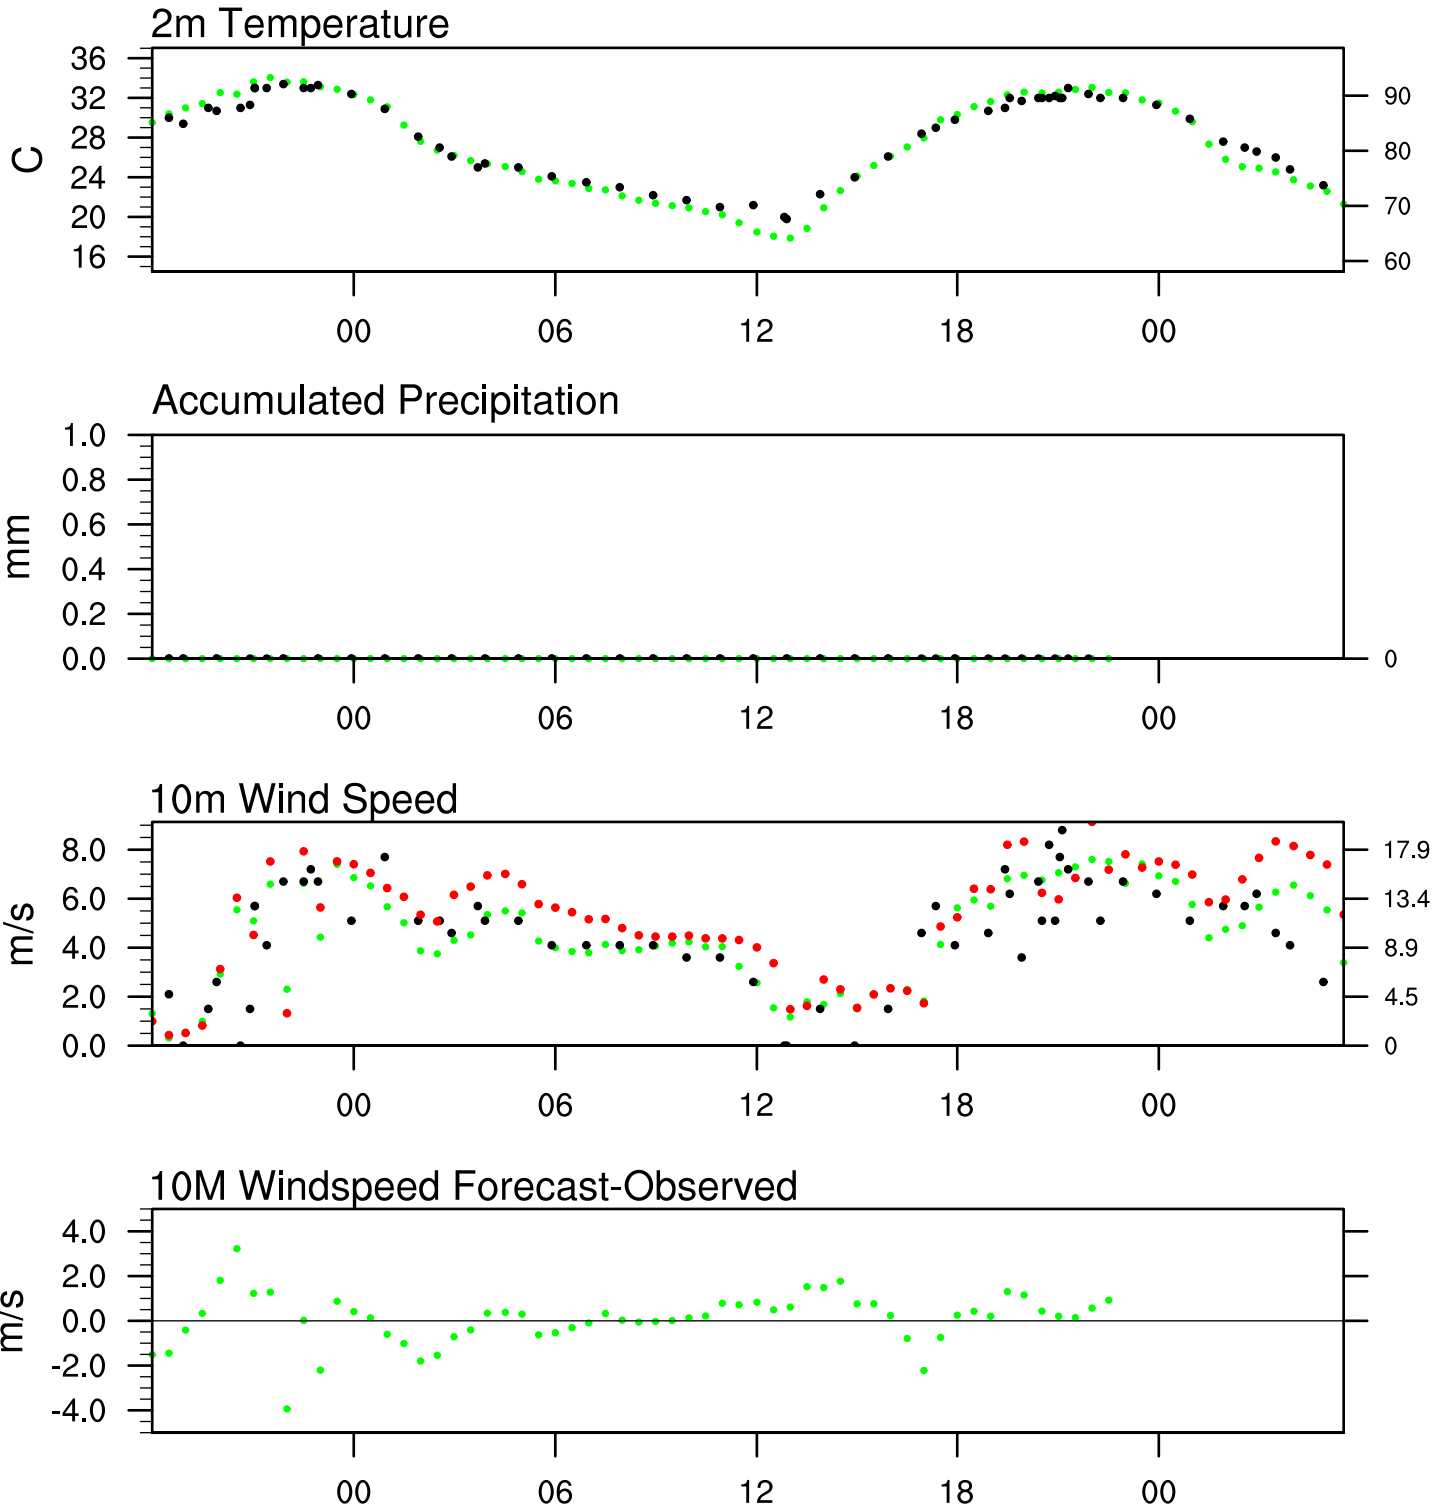 2m Temperature
36
32
28
24
20
16
C
90
80
70
60
00 06 12 18 00
Accumulated Precipitation
1.0
0.8
0.6
0.4
0.2
0.0
mm
0
00 06 12 18 00
10m Wind Speed
8.0
6.0
4.0
2.0
0.0
m/s
17.9
13.4
8.9
4.5
0
00 06 12 18 00
10M Windspeed Forecast-Observed
4.0
2.0
0.0
-2.0
-4.0
m/s
00 06 12 18 00